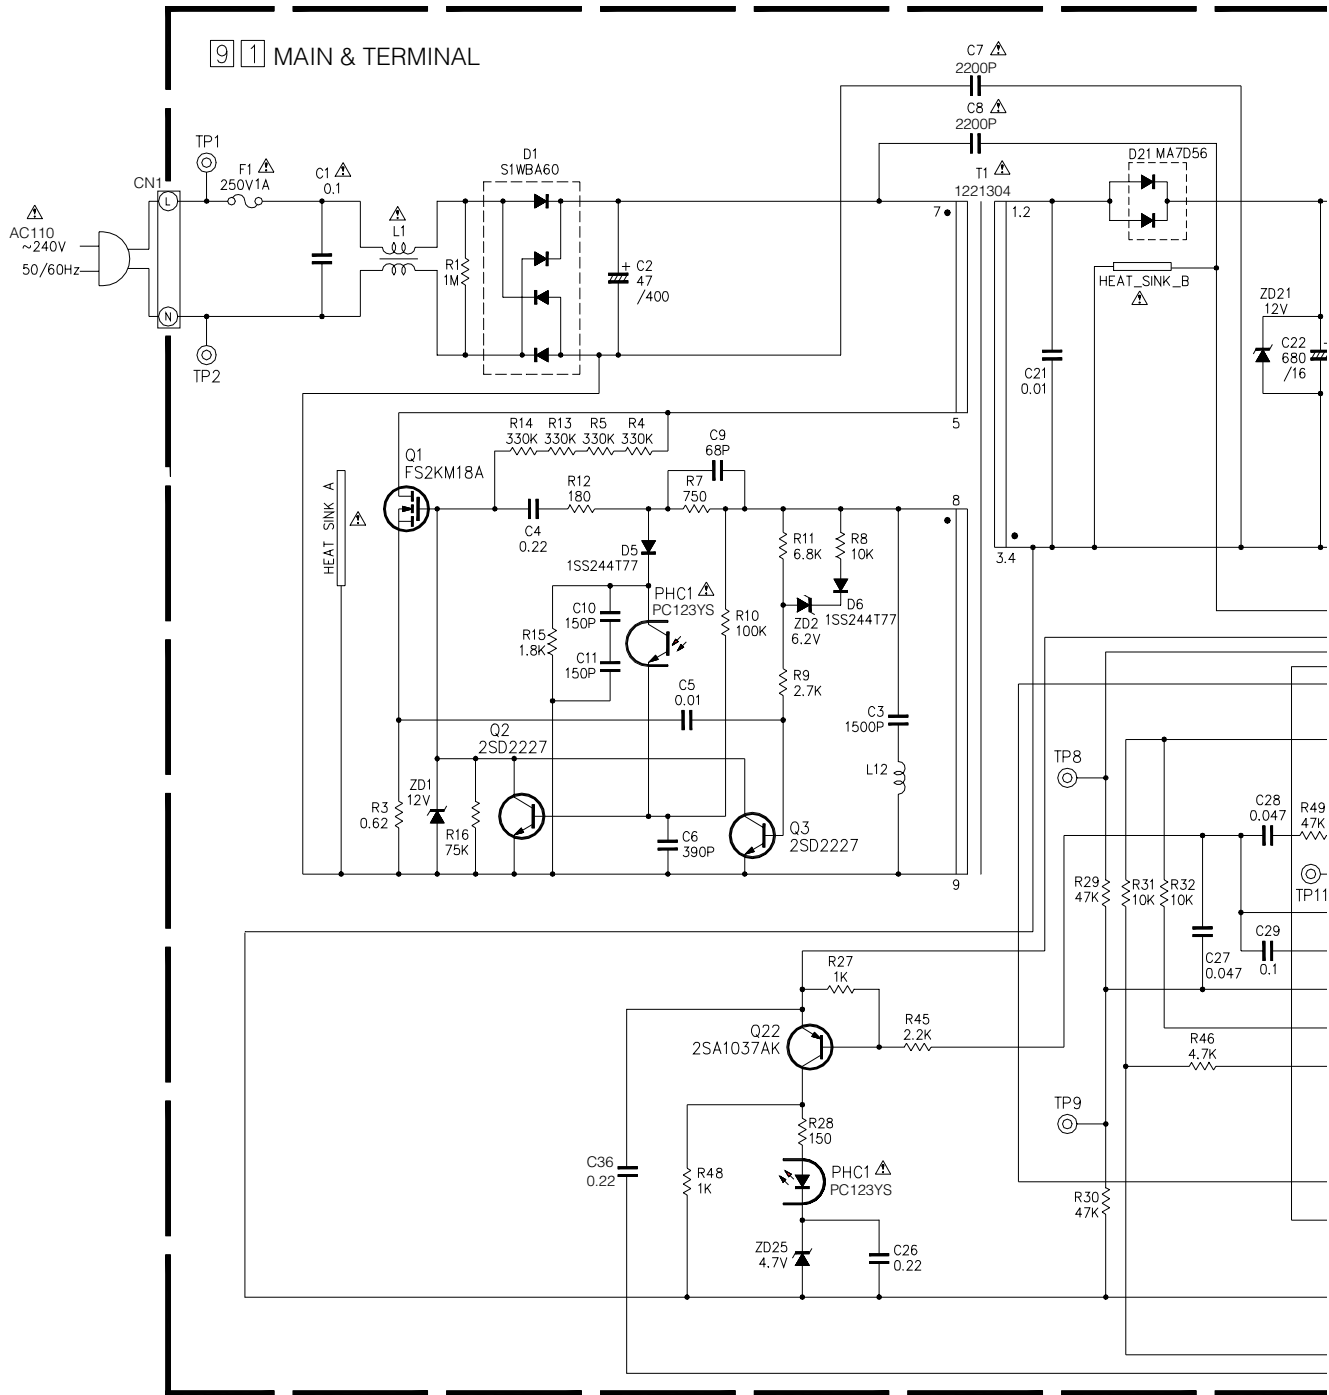 9 1 MAIN & TERMINAL
C7
2200P
C8
2200P
TP1
F1
250V1A
C1
0.1
D1
S1WBA60
T1
1221304
D21 MA7D56
CN1
L
AC110
~240V
50/60Hz
L1
R1
1M
+ C2
47
/400
7
1.2
HEAT_SINK_B
ZD21
12V
N
TP2
C21
0.01
C22
680
/16
R14
330K
R13
330K
R5
330K
R4
330K
5
C9
68P
Q1
FS2KM18A
R12
180
R7
750
8
HEAT SINK A
C4
0.22
D5
1SS244T77
R11
6.8K
R8
10K
3.4
PHC1
PC123YS
C10
150P
R15
1.8K
C11
150P
R10
100K
ZD2
6.2V
D6
1SS244T77
R9
2.7K
C5
0.01
C3
1500P
Q2
2SD2227
L12
TP8
ZD1
12V
R3
0.62
R16
75K
C6
390P
Q3
2SD2227
C28
0.047
R49
47K
9
R29
47K
R31
10K
R32
10K
TP11
C27
0.047
C29
0.1
R27
1K
Q22
2SA1037AK
R45
2.2K
R46
4.7K
TP9
R28
150
C36
0.22
R48
1K
PHC1
PC123YS
R30
47K
ZD25
4.7V
C26
0.22